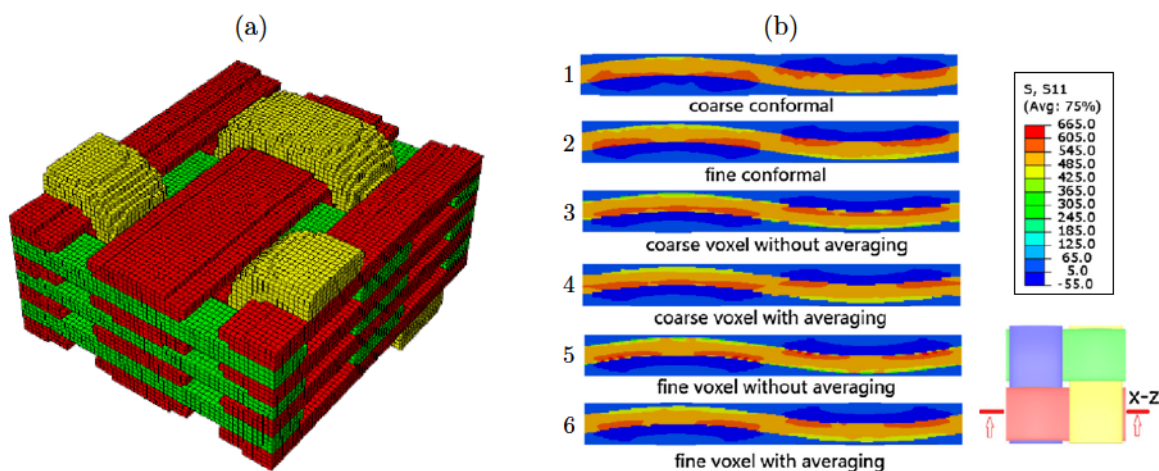 (a)
(b)
1
coarse conformal
2
fine conformal
3
coarse voxel without averaging
4
coarse voxel with averaging
5
fine voxel without averaging
6
fine voxel with averaging
S, S11
(Avg: 75%)
665.0
605.0
545.0
485.0
425.0
365.0
305.0
245.0
185.0
125.0
65.0
5.0
-55.0
X-Z